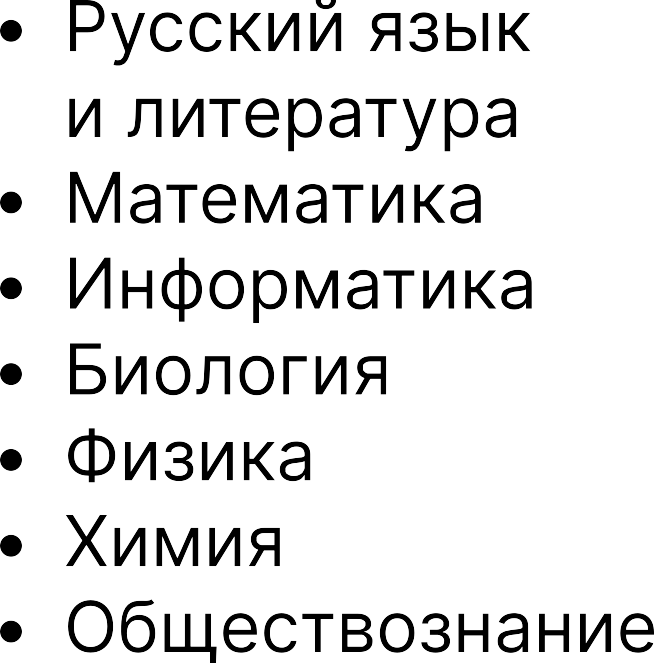 • Русский язык
и литература
• Математика
• Информатика
• Биология
• Физика
• Химия
• Обществознание